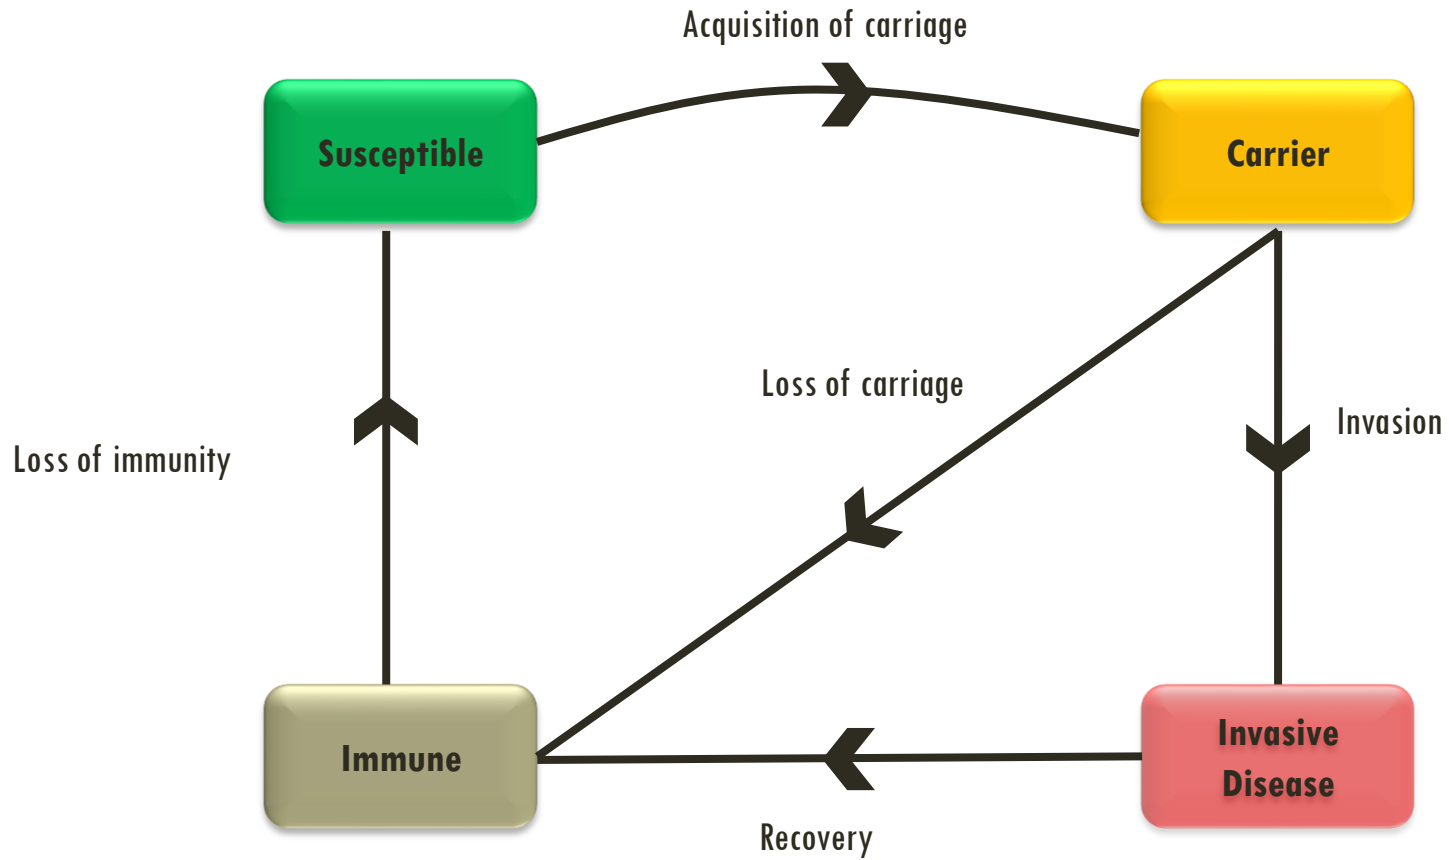 Acquisition of carriage
Susceptible
Carrier
Loss of carriage
Invasion
Loss of immunity
Immune
Invasive
Disease
Recovery